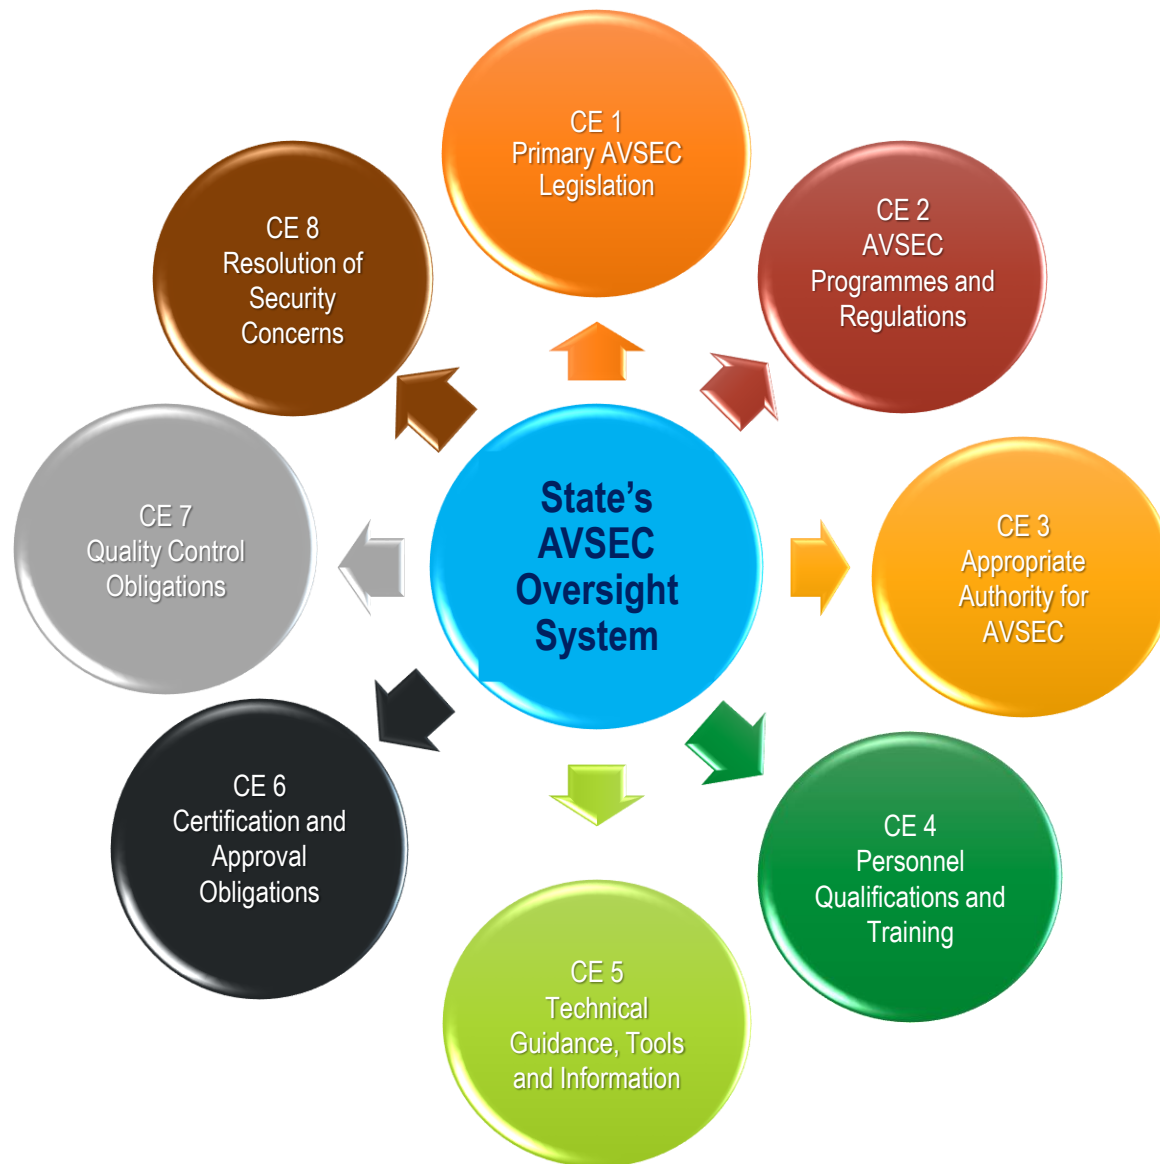 CE 1
Primary AVSEC
Legislation
CE 2
AVSEC
Programmes and
Regulations
CE 3
Appropriate
Authority for
AVSEC
CE 4
Personnel
Qualifications and
Training
CE 5
Technical
Guidance, Tools
and Information
CE 6
Certification and
Approval
Obligations
CE 7
Quality Control
Obligations
CE 8
Resolution of
Security
Concerns
State’s
AVSEC
Oversight
System